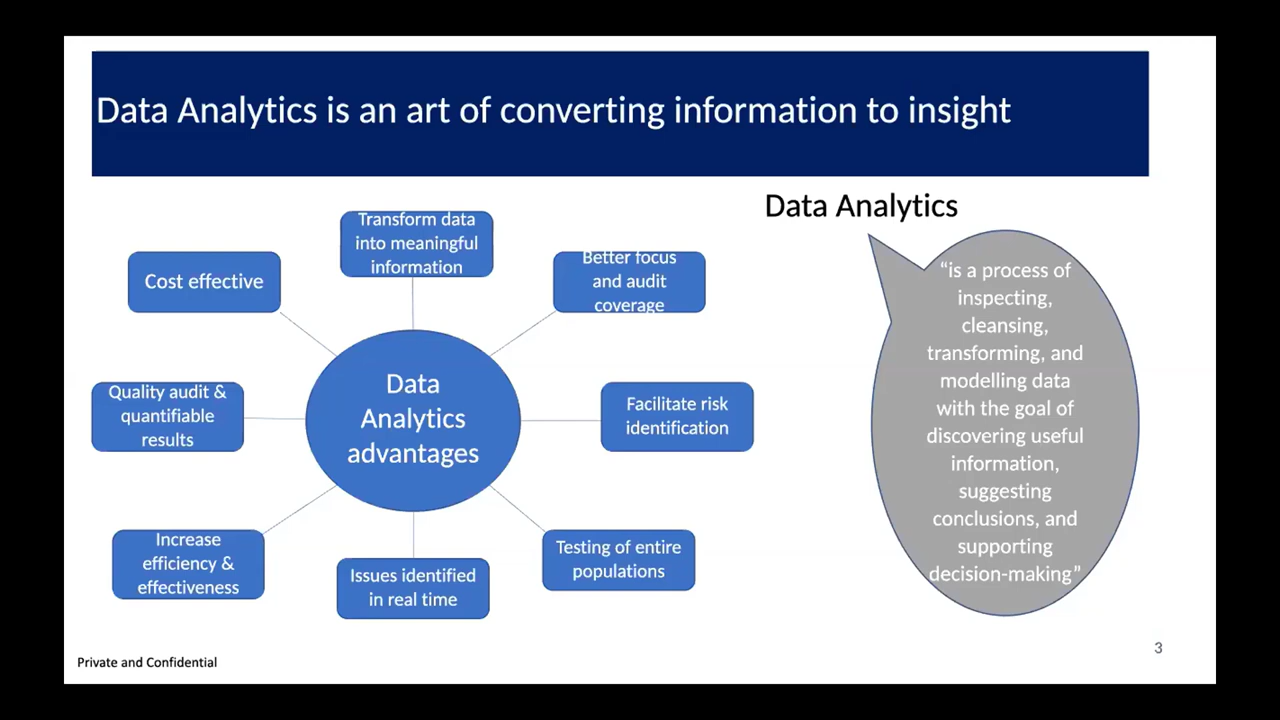 Data Analytics is an art of converting information to insight
Data Analytics
Transform data
into meaningful
information
Better focus
and audit
coverage
Cost effective
Facilitate risk
identification
Quality audit &
quantifiable
results
Data
Analytics
advantages
Testing of entire
populations
Increase
efficiency &
effectiveness
Issues identified
in real time
“is a process of
inspecting,
cleansing,
transforming, and
modelling data
with the goal of
discovering useful
information,
suggesting
conclusions, and
supporting
decision-making”
Private and Confidential
3